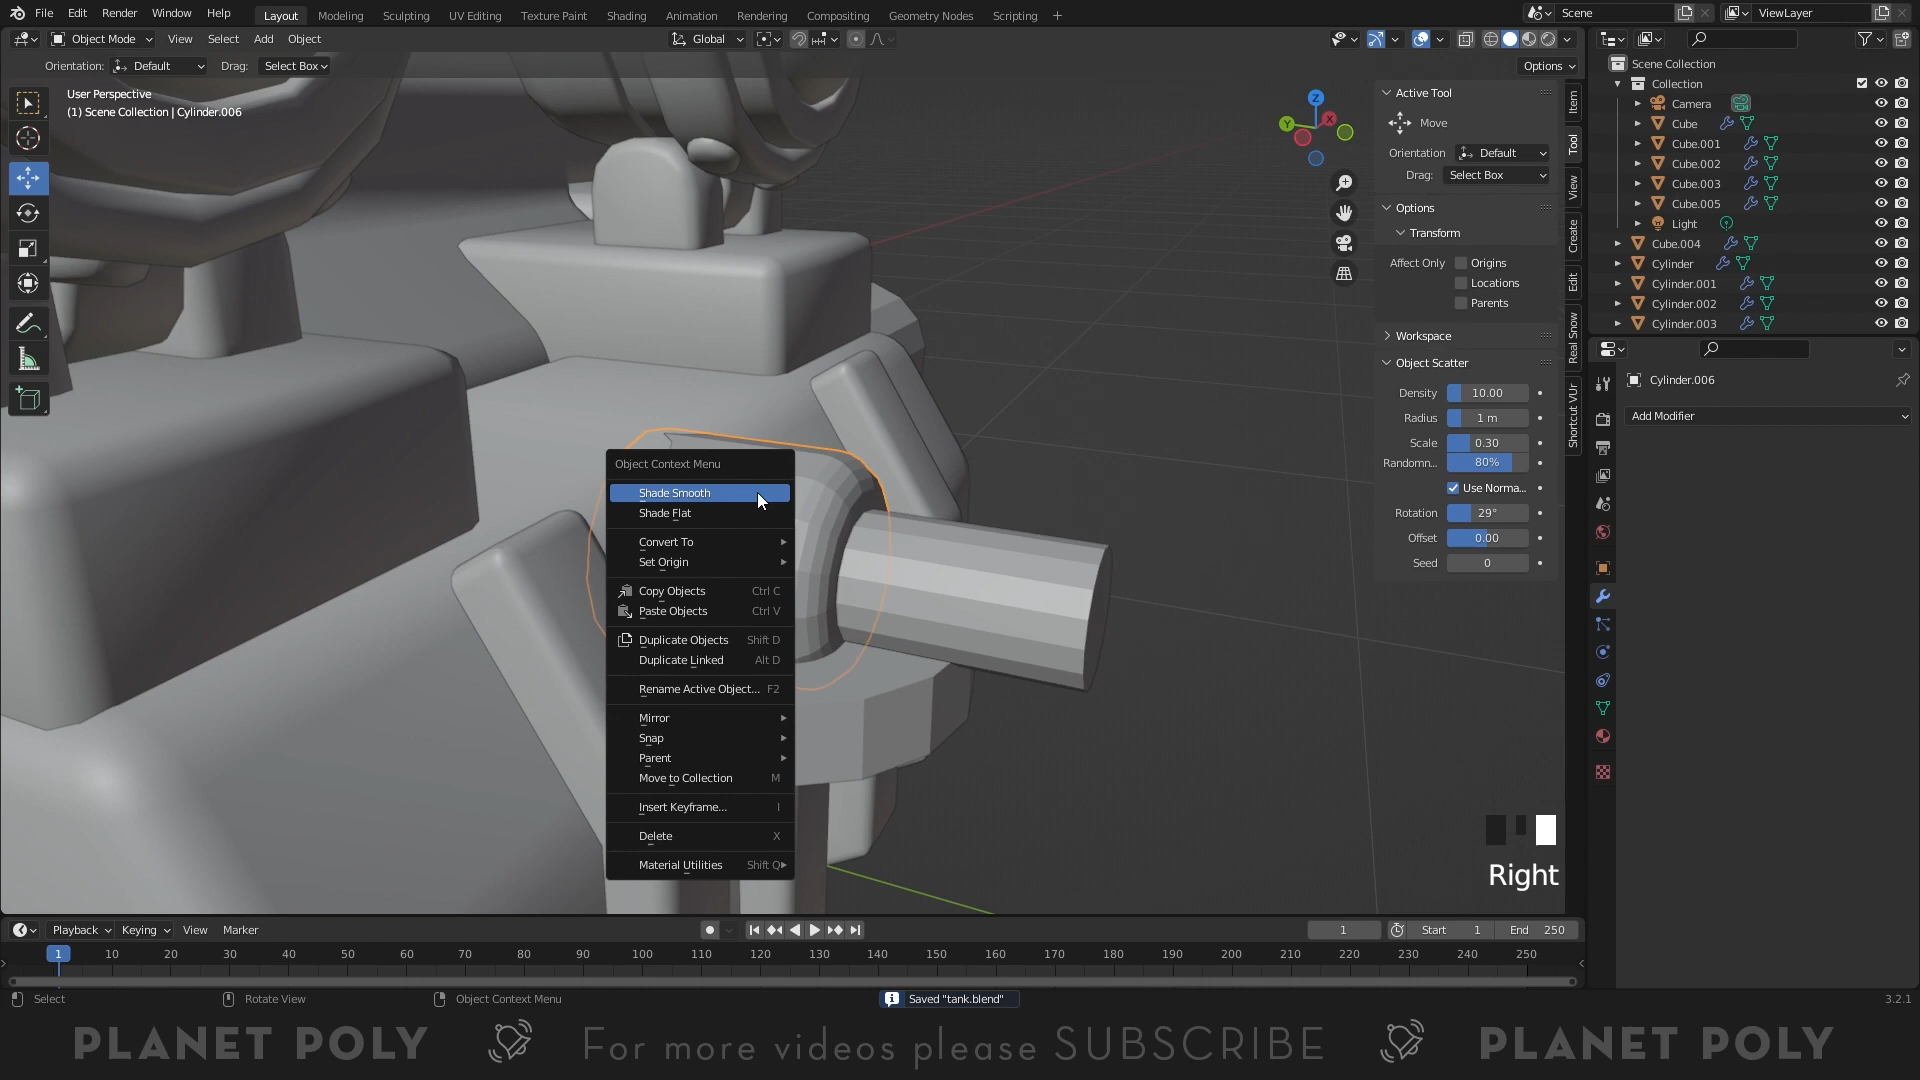 File Edit Render Window Help Layout Modeling Sculpting UV Editing Texture Paint Shading Animation Rendering Compositing Geometry Nodes Scripting + Scene ViewLayer
Object Mode View Select Add Object Global
Orientation: Default Drag: Select Box Options
User Perspective
(1) Scene Collection | Cylinder.006
Z
Y
X
Active Tool
Move
Orientation Default
Drag: Select Box
Options
Transform
Affect Only Origins
Locations
Parents
Workspace
Object Scatter
Density 10.00
Radius 1 m
Scale 0.30
Randomn... 80%
Use Norma...
Rotation 29°
Offset 0.00
Seed 0
Item
Tool
View
Create
Edit
Real Snow
Shortcut VUr
Scene Collection
Collection
Camera
Cube
Cube.001
Cube.002
Cube.003
Cube.005
Light
Cube.004
Cylinder
Cylinder.001
Cylinder.002
Cylinder.003
Cylinder.006
Add Modifier
Object Context Menu
Shade Smooth
Shade Flat
Convert To
Set Origin
Copy Objects Ctrl C
Paste Objects Ctrl V
Duplicate Objects Shift D
Duplicate Linked Alt D
Rename Active Object... F2
Mirror
Snap
Parent
Move to Collection M
Insert Keyframe... I
Delete X
Material Utilities Shift Q
Right
Playback Keying View Marker 1 Start 1 End 250
1 10 20 30 40 50 60 70 80 90 100 110 120 130 140 150 160 170 180 190 200 210 220 230 240 250
Select Rotate View Object Context Menu Saved "tank.blend" 3.2.1
PLANET POLY For more videos please SUBSCRIBE PLANET POLY